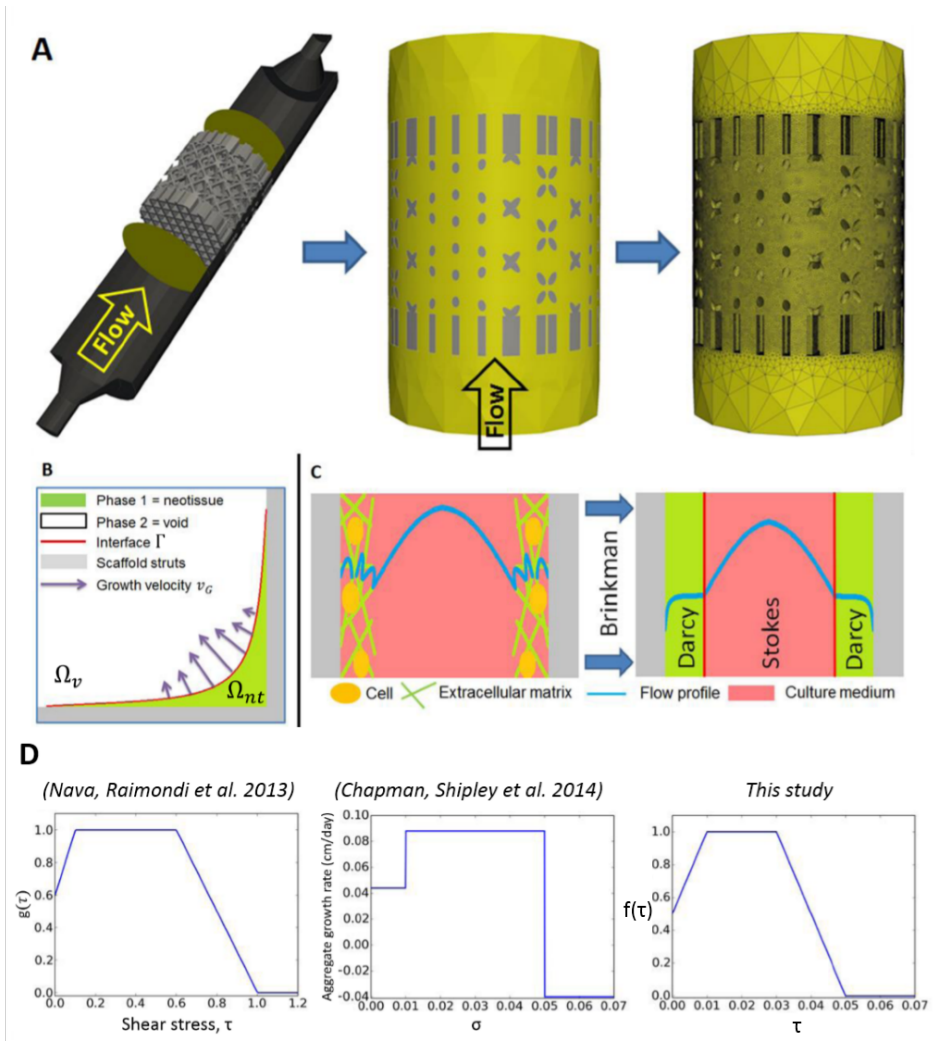 A
Flow
Flow
B
Phase 1 = neotissue
Phase 2 = void
Interface Γ
Scaffold struts
Growth velocity v_G
Ω_v
Ω_nt
C
Brinkman
Darcy
Stokes
Darcy
Cell
Extracellular matrix
Flow profile
Culture medium
D
(Nava, Raimondi et al. 2013)
(Chapman, Shipley et al. 2014)
This study
g(τ)
1.0
0.8
0.6
0.4
0.2
0.0
0.0 0.2 0.4 0.6 0.8 1.0 1.2
Shear stress, τ
Aggregate growth rate (cm/day)
0.10
0.08
0.06
0.04
0.02
0.00
-0.02
-0.04
0.00 0.01 0.02 0.03 0.04 0.05 0.06 0.07
σ
f(τ)
1.0
0.8
0.6
0.4
0.2
0.0
0.00 0.01 0.02 0.03 0.04 0.05 0.06 0.07
τ